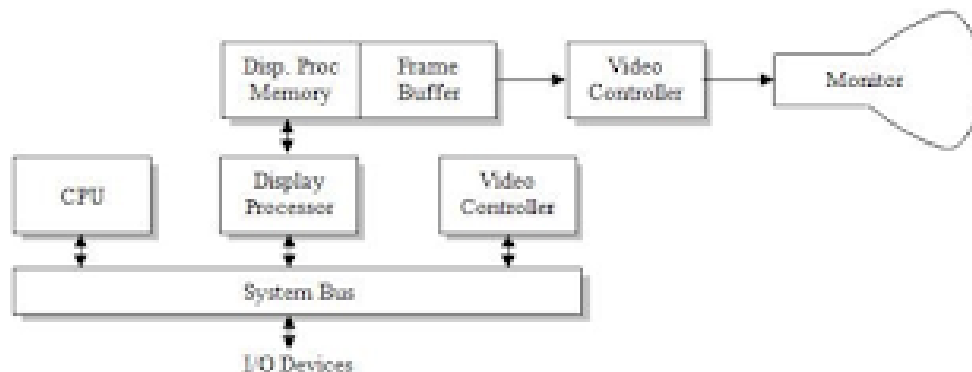 Disp. Proc
Memory
Frame
Buffer
Video
Controller
Monitor
CPU
Display
Processor
Video
Controller
System Bus
I/O Devices